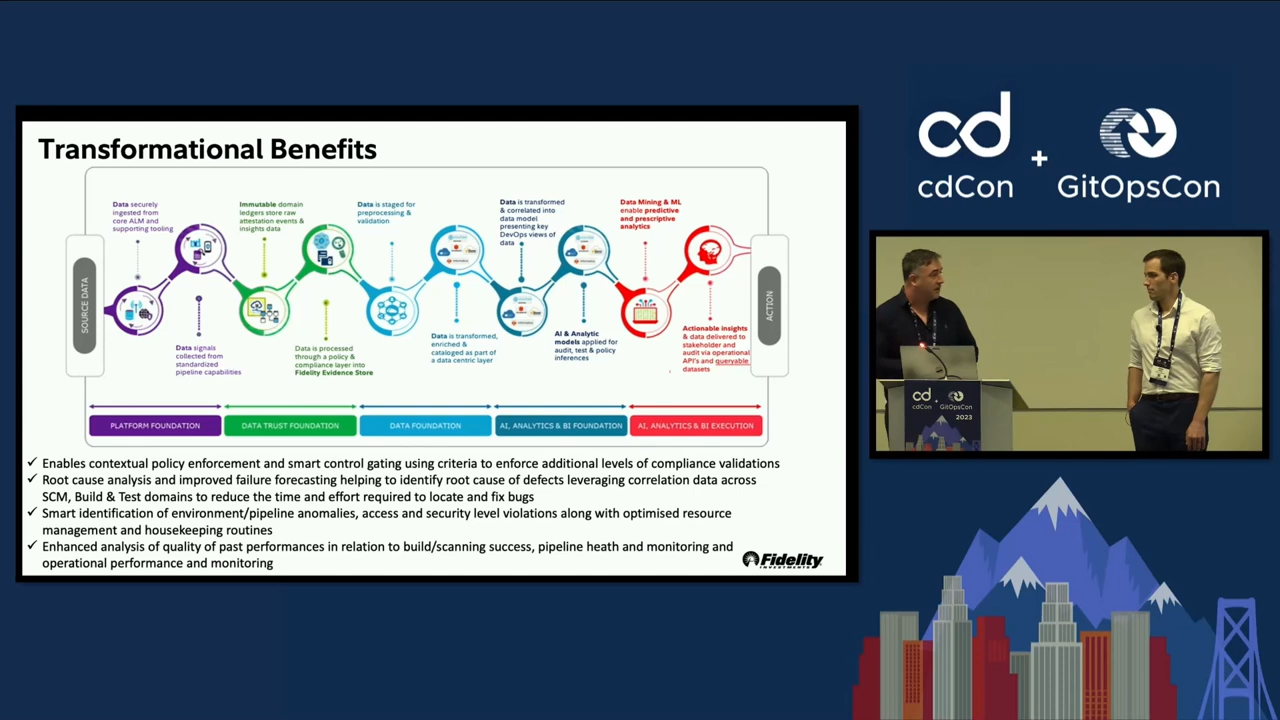 Transformational Benefits
Data securely
ingested from
core ALM and
supporting tooling
Immutable domain
ledgers store raw
attestation events &
insights data
Data is staged for
preprocessing &
validation
Data is transformed
& correlated into
data model
presenting key
DevOps views of
data
Data Mining & ML
enable predictive
and prescriptive
analytics
SOURCE DATA
ACTION
Data signals
collected from
standardized
pipeline capabilities
Data is processed
through a policy &
compliance layer into
Fidelity Evidence Store
Data is transformed,
enriched &
cataloged as part of
a data centric layer
AI & Analytic
models applied for
audit, test & policy
inferences
Actionable insights
& data delivered to
stakeholder and
audit via operational
API's and queryable
datasets
PLATFORM FOUNDATION
DATA TRUST FOUNDATION
DATA FOUNDATION
AI, ANALYTICS & BI FOUNDATION
AI, ANALYTICS & BI EXECUTION
✓ Enables contextual policy enforcement and smart control gating using criteria to enforce additional levels of compliance validations
✓ Root cause analysis and improved failure forecasting helping to identify root cause of defects leveraging correlation data across
SCM, Build & Test domains to reduce the time and effort required to locate and fix bugs
✓ Smart identification of environment/pipeline anomalies, access and security level violations along with optimised resource
management and housekeeping routines
✓ Enhanced analysis of quality of past performances in relation to build/scanning success, pipeline heath and monitoring and
operational performance and monitoring
Fidelity
INVESTMENTS
cd
cdCon
+
GitOpsCon
cd
cdCon
GitOpsCon
2023